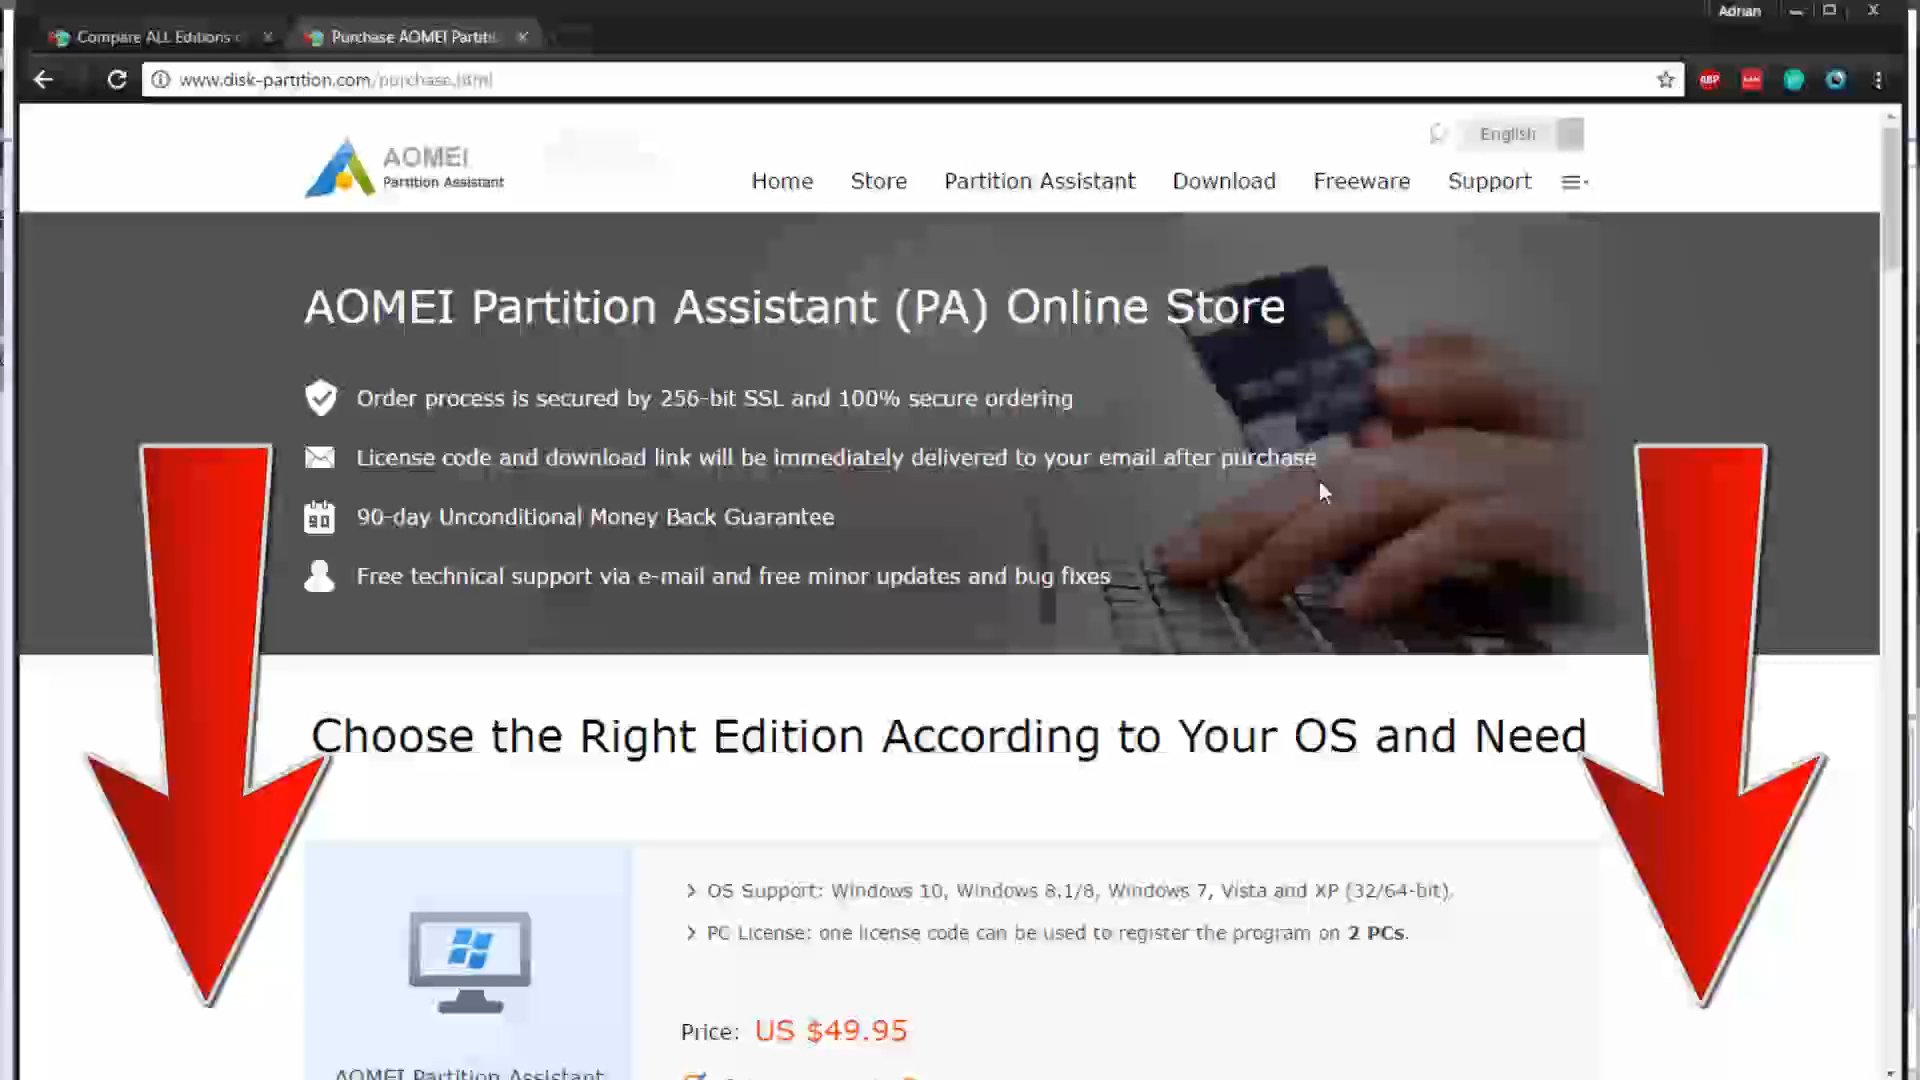 Adrian
Compare ALL Editions
Purchase AOMEI Partiti
www.disk-partition.com/purchase.html
AOMEI
Partition Assistant
English
Home Store Partition Assistant Download Freeware Support
AOMEI Partition Assistant (PA) Online Store
Order process is secured by 256-bit SSL and 100% secure ordering
License code and download link will be immediately delivered to your email after purchase
90
90-day Unconditional Money Back Guarantee
Free technical support via e-mail and free minor updates and bug fixes
Choose the Right Edition According to Your OS and Need
OS Support: Windows 10, Windows 8.1/8, Windows 7, Vista and XP (32/64-bit).
PC License: one license code can be used to register the program on 2 PCs.
Price: US $49.95
AOMEI Partition Assistant
ABP